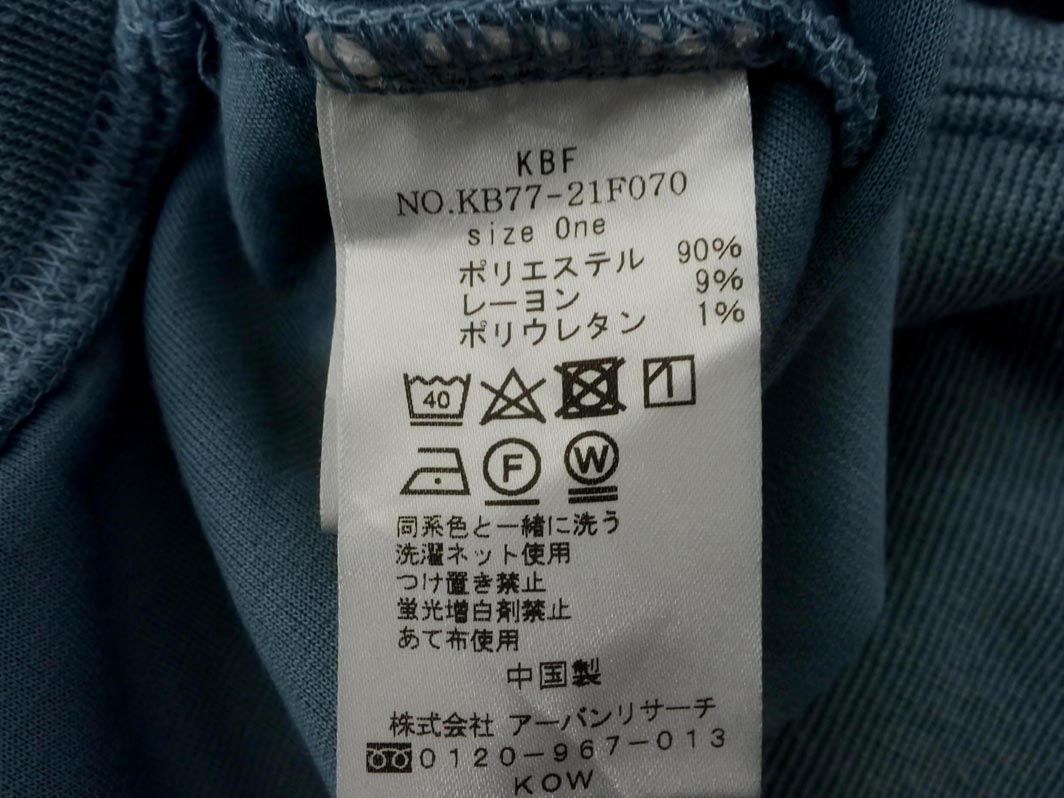 KBF
NO.KB77-21F070
size One
ポリエステル 90%
レーヨン 9%
ポリウレタン 1%
40
F W
同系色と一緒に洗う
洗濯ネット使用
つけ置き禁止
蛍光増白剤禁止
あて布使用
中国製
株式会社 アーバンリサーチ
0120-967-013
KOW